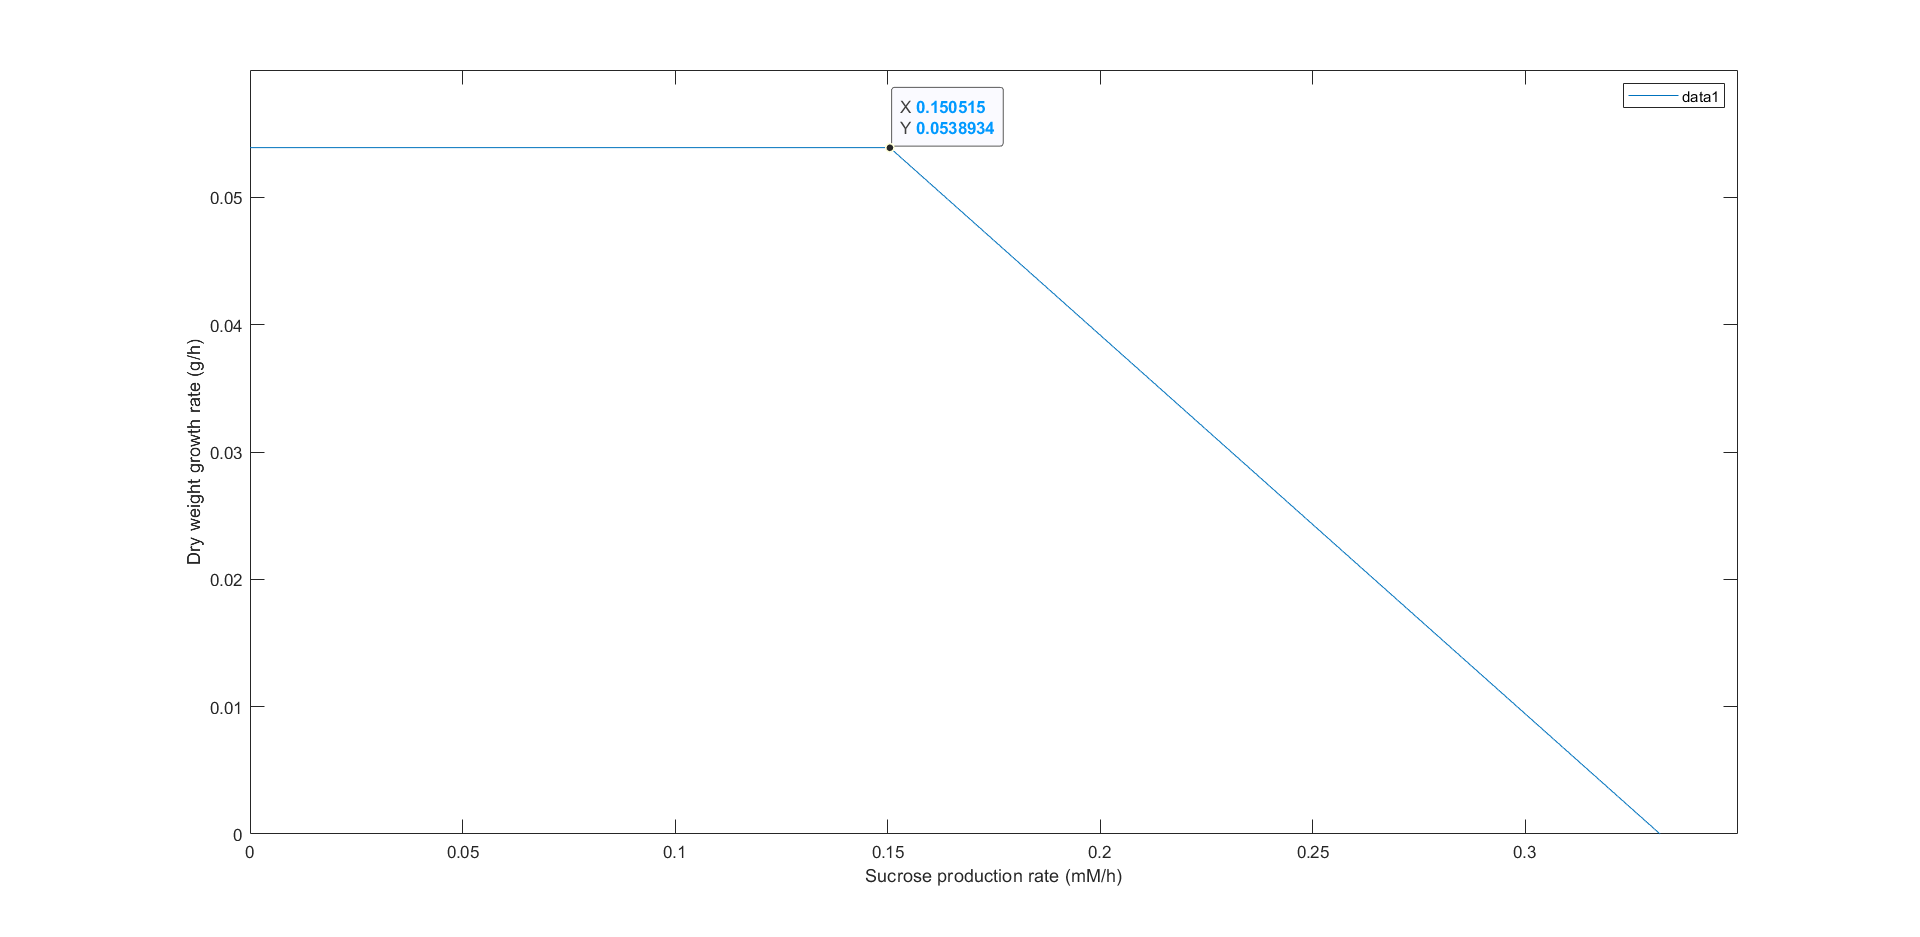 data1
X 0.150515
Y 0.0538934
0.05
0.04
0.03
0.02
0.01
0
Dry weight growth rate (g/h)
0 0.05 0.1 0.15 0.2 0.25 0.3
Sucrose production rate (mM/h)